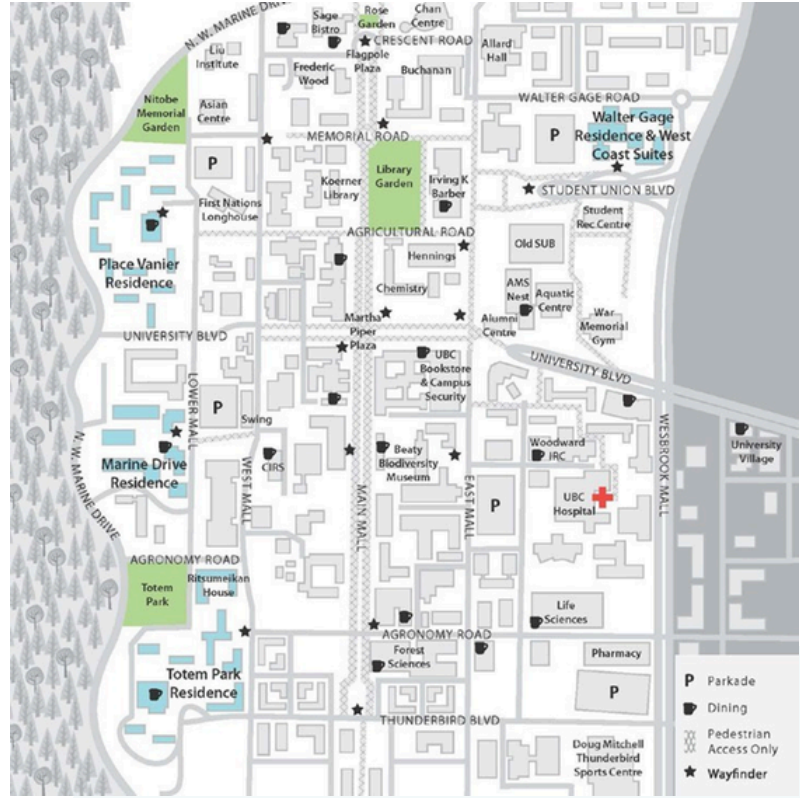 N. W. MARINE DRIVE
Sage
Bistro
Rose
Garden
Chan
Centre
CRESCENT ROAD
Flagpole
Plaza
Allard
Hall
Liu
Institute
Frederic
Wood
Buchanan
Nitobe
Memorial
Garden
Asian
Centre
WALTER GAGE ROAD
Walter Gage
Residence & West
Coast Suites
P
MEMORIAL ROAD
P
Library
Garden
Koerner
Library
Irving K
Barber
STUDENT UNION BLVD
First Nations
Longhouse
Student
Rec Centre
AGRICULTURAL ROAD
Old SUB
Hennings
Place Vanier
Residence
Chemistry
AMS
Nest
Aquatic
Centre
Martha
Piper
Plaza
Alumni
Centre
War
Memorial
Gym
UNIVERSITY BLVD
UBC
Bookstore
& Campus
Security
UNIVERSITY BLVD
LOWER MALL
P
Swing
WESBROOK MALL
N. W. MARINE DRIVE
Marine Drive
Residence
CIRS
WEST MALL
Beaty
Biodiversity
Museum
Woodward
IRC
University
Village
MAIN MALL
EAST MALL
P
UBC
Hospital
AGRONOMY ROAD
Totem
Park
Ritsumeikan
House
Life
Sciences
AGRONOMY ROAD
Forest
Sciences
Pharmacy
Totem Park
Residence
P
THUNDERBIRD BLVD
Doug Mitchell
Thunderbird
Sports Centre
P Parkade
Dining
Pedestrian
Access Only
Wayfinder